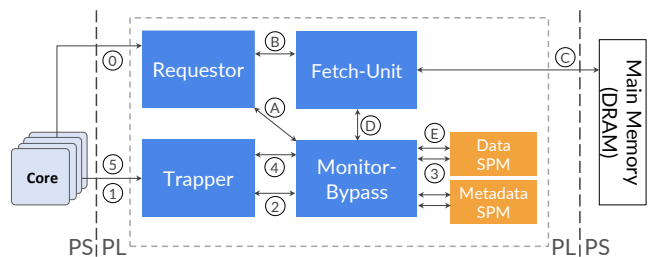 B
C
0
Requestor
Fetch-Unit
A
D
E
Core
5
1
Trapper
4
2
Monitor-
Bypass
3
Data
SPM
Metadata
SPM
Main Memory
(DRAM)
PS PL
PL PS